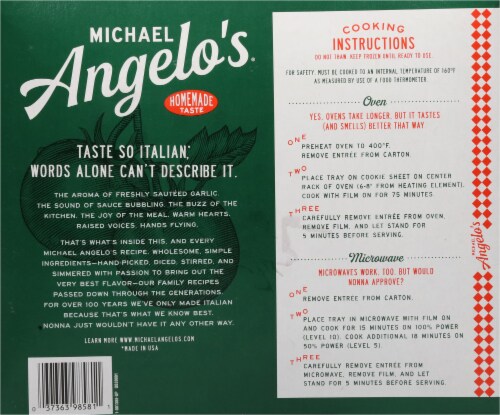 MICHAEL
Angelo's®
HOMEMADE
TASTE
TASTE SO ITALIAN,*
WORDS ALONE CAN'T DESCRIBE IT.
THE AROMA OF FRESHLY SAUTÉED GARLIC.
THE SOUND OF SAUCE BUBBLING. THE BUZZ OF THE
KITCHEN. THE JOY OF THE MEAL. WARM HEARTS.
RAISED VOICES. HANDS FLYING.
THAT'S WHAT'S INSIDE THIS, AND EVERY
MICHAEL ANGELO'S RECIPE. WHOLESOME, SIMPLE
INGREDIENTS—HAND-PICKED, DICED, STIRRED, AND
SIMMERED WITH PASSION TO BRING OUT THE
VERY BEST FLAVOR—OUR FAMILY RECIPES
PASSED DOWN THROUGH THE GENERATIONS.
FOR OVER 100 YEARS WE'VE ONLY MADE ITALIAN
BECAUSE THAT'S WHAT WE KNOW BEST.
NONNA JUST WOULDN'T HAVE IT ANY OTHER WAY.
LEARN MORE WWW.MICHAELANGELOS.COM
*MADE IN USA
0 37363 98581 1
COOKING
INSTRUCTIONS
DO NOT THAW. KEEP FROZEN UNTIL READY TO USE.
FOR SAFETY, MUST BE COOKED TO AN INTERNAL TEMPERATURE OF 160°F
AS MEASURED BY USE OF A FOOD THERMOMETER.
Oven
YES, OVENS TAKE LONGER, BUT IT TASTES
(AND SMELLS) BETTER THAT WAY
ONE
PREHEAT OVEN TO 400°F.
REMOVE ENTRÉE FROM CARTON.
TWO
PLACE TRAY ON COOKIE SHEET ON CENTER
RACK OF OVEN (6-8" FROM HEATING ELEMENT).
COOK WITH FILM ON FOR 75 MINUTES.
THREE
CAREFULLY REMOVE ENTRÉE FROM OVEN,
REMOVE FILM, AND LET STAND FOR
5 MINUTES BEFORE SERVING.
Microwave
MICROWAVES WORK, TOO, BUT WOULD
NONNA APPROVE?
ONE
REMOVE ENTRÉE FROM CARTON.
TWO
PLACE TRAY IN MICROWAVE WITH FILM ON
AND COOK FOR 15 MINUTES ON 100% POWER
(LEVEL 10). COOK ADDITIONAL 18 MINUTES ON
50% POWER (LEVEL 5)
THREE
CAREFULLY REMOVE ENTRÉE FROM
MICROWAVE, REMOVE FILM, AND LET
STAND FOR 5 MINUTES BEFORE SERVING.
MICHAEL
Angelo's